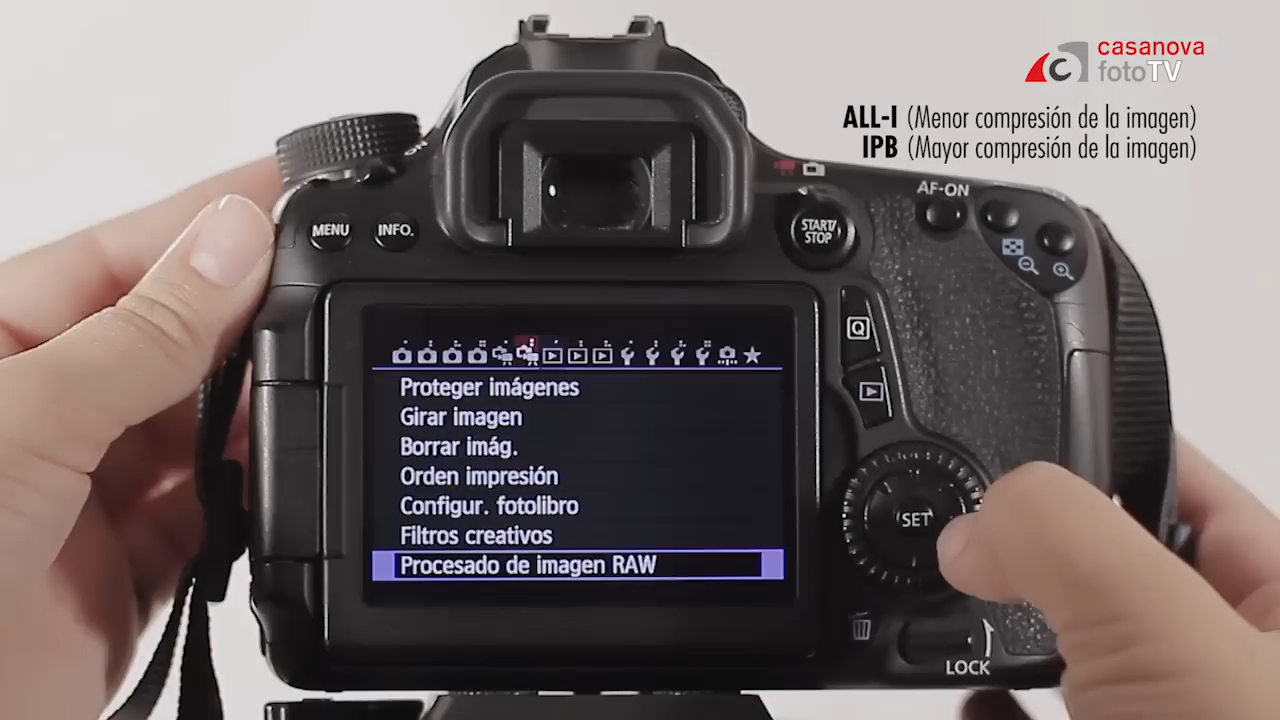 casanova
fotoTV
ALL-I (Menor compresión de la imagen)
IPB (Mayor compresión de la imagen)
AF-ON
MENU
INFO.
START/
STOP
Q
Proteger imágenes
Girar imagen
Borrar imág.
Orden impresión
Configur. fotolibro
Filtros creativos
Procesado de imagen RAW
SET
LOCK